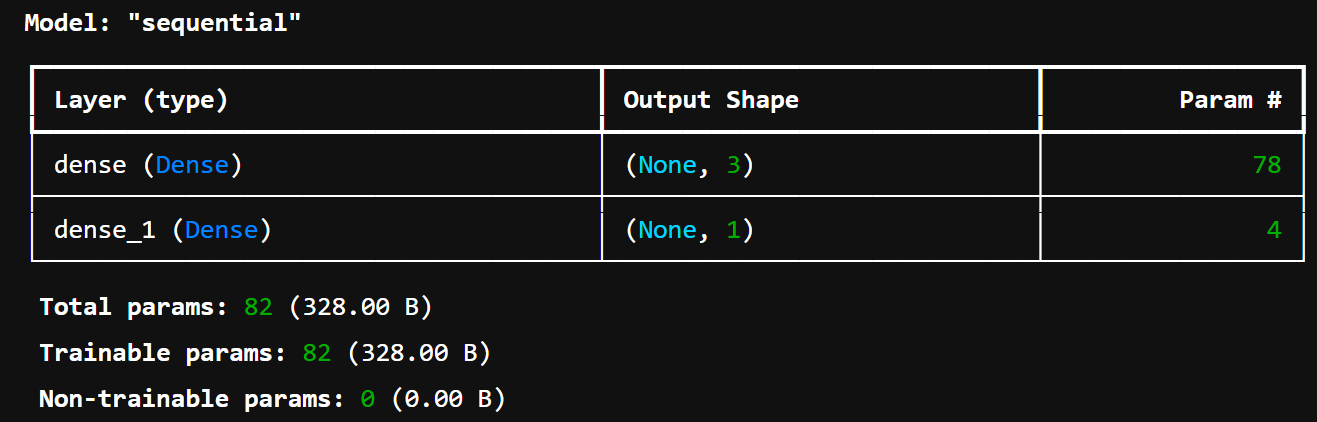 Model: "sequential"
Layer (type) Output Shape Param #
dense (Dense) (None, 3) 78
dense_1 (Dense) (None, 1) 4
Total params: 82 (328.00 B)
Trainable params: 82 (328.00 B)
Non-trainable params: 0 (0.00 B)